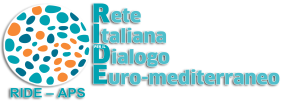 Rete
Italiana
Dialogo
Euro-mediterraneo
RIDE – APS